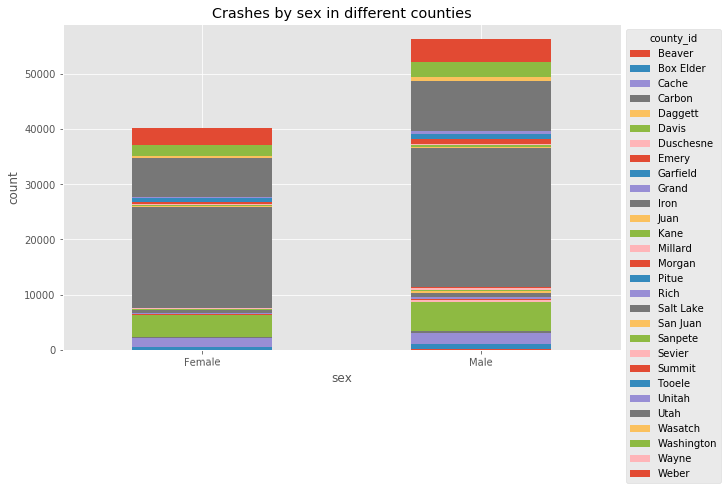 Crashes by sex in different counties
count
50000
40000
30000
20000
10000
0
Female
Male
sex
county_id
Beaver
Box Elder
Cache
Carbon
Daggett
Davis
Duschesne
Emery
Garfield
Grand
Iron
Juan
Kane
Millard
Morgan
Pitue
Rich
Salt Lake
San Juan
Sanpete
Sevier
Summit
Tooele
Unitah
Utah
Wasatch
Washington
Wayne
Weber